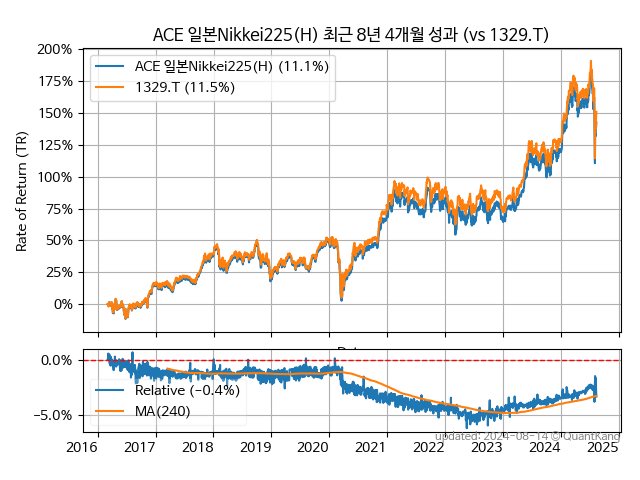 ACE 일본Nikkei225(H) 최근 8년 4개월 성과 (vs 1329.T)
Rate of Return (TR)
200%
175%
150%
125%
100%
75%
50%
25%
0%
ACE 일본Nikkei225(H) (11.1%)
1329.T (11.5%)
0.0%
−5.0%
Relative (−0.4%)
MA(240)
updated: 2024-08-14 © QuantKang
2016 2017 2018 2019 2020 2021 2022 2023 2024 2025